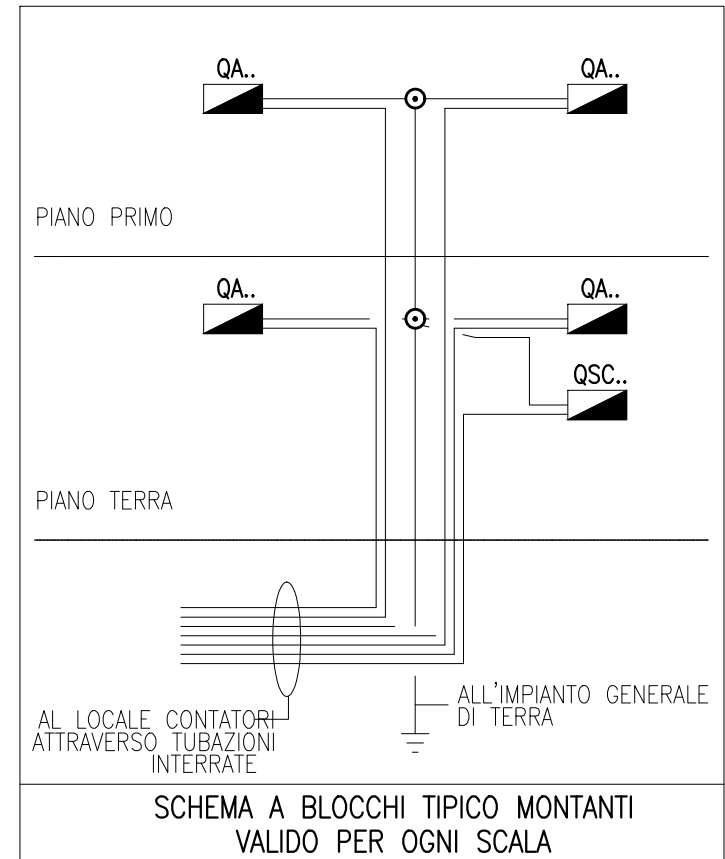 QA..
QA..
PIANO PRIMO
QA..
QA..
QSC..
PIANO TERRA
AL LOCALE CONTATORI
ATTRAVERSO TUBAZIONI
INTERRATE
ALL'IMPIANTO GENERALE
DI TERRA
SCHEMA A BLOCCHI TIPICO MONTANTI
VALIDO PER OGNI SCALA